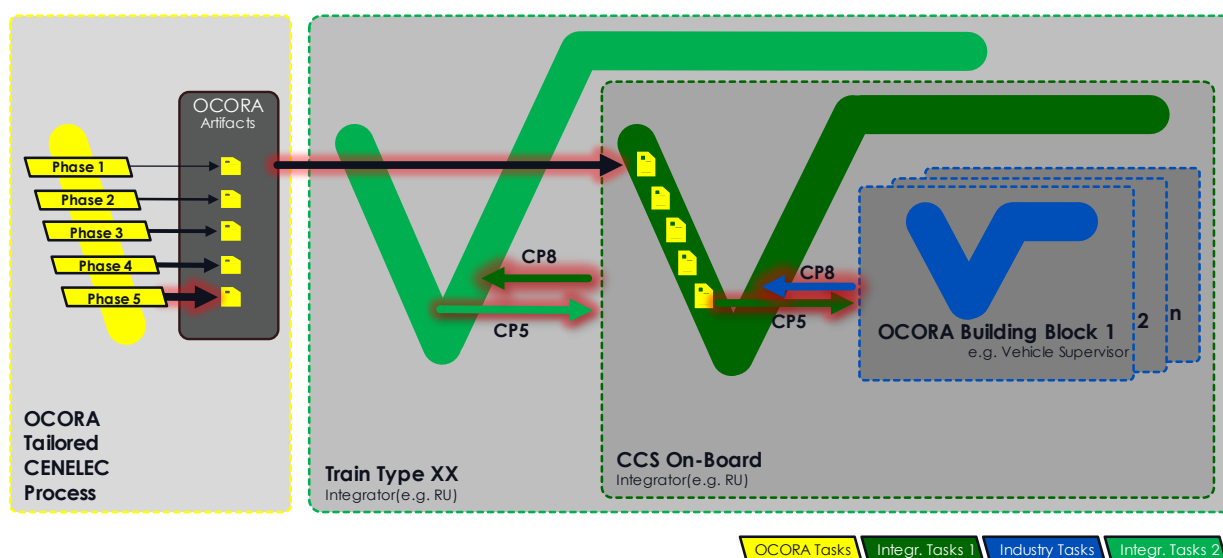 OCORA
Artifacts
Phase 1
Phase 2
Phase 3
Phase 4
Phase 5
OCORA
Tailored
CENELEC
Process
CP8
CP5
Train Type XX
Integrator(e.g. RU)
CP8
CP5
CCS On-Board
Integrator(e.g. RU)
OCORA Building Block 1
e.g. Vehicle Supervisor
2
n
OCORA Tasks
Integr. Tasks 1
Industry Tasks
Integr. Tasks 2